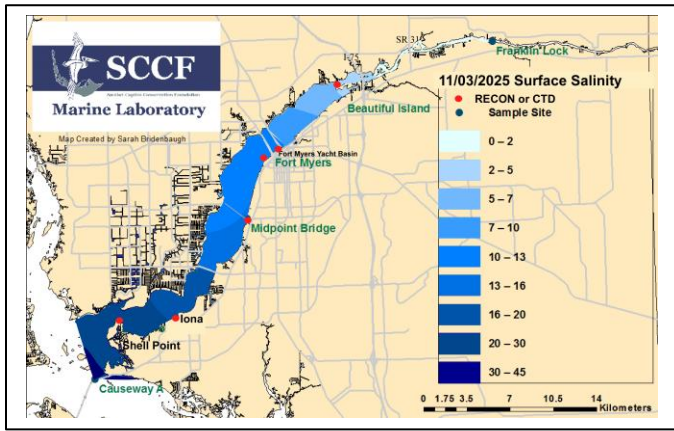 SCCF
Sanibel-Captiva Conservation Foundation
Marine Laboratory
Map Created by Sarah Bridenbaugh
SR 31
I-75
Franklin Lock
11/03/2025 Surface Salinity
RECON or CTD
Sample Site
Beautiful Island
Fort Myers Yacht Basin
Fort Myers
Midpoint Bridge
Iona
Shell Point
Causeway A
0 – 2
2 – 5
5 – 7
7 – 10
10 – 13
13 – 16
16 – 20
20 – 30
30 – 45
0 1.75 3.5 7 10.5 14
Kilometers